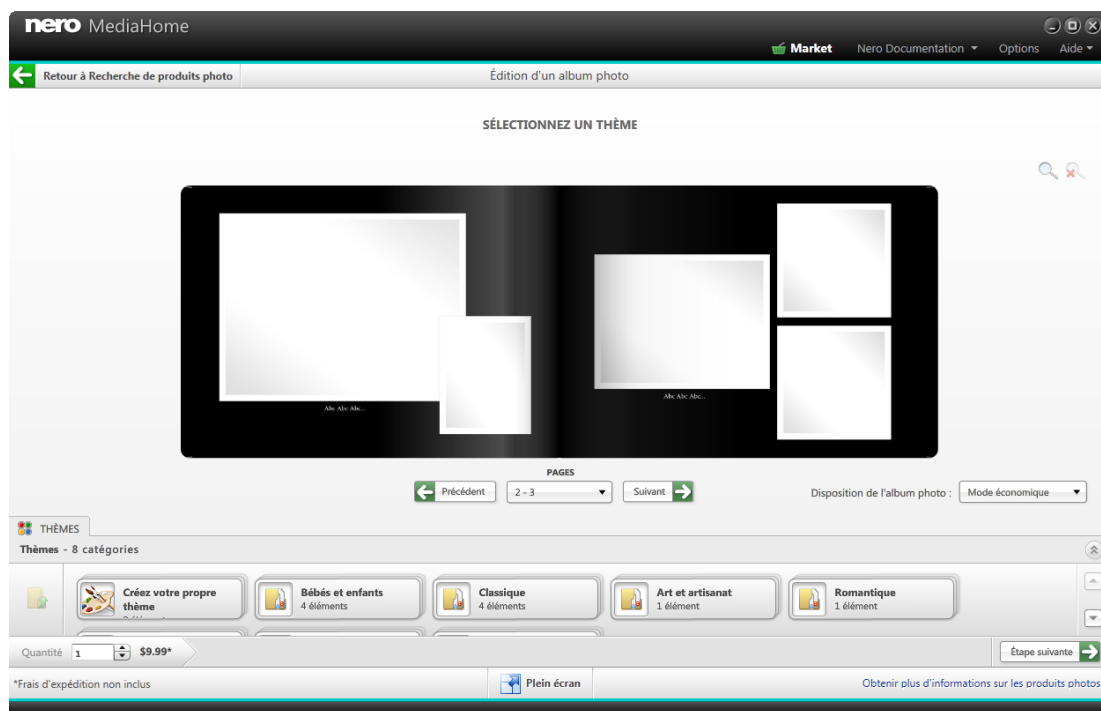 nero MediaHome
Market Nero Documentation Options Aide
Retour à Recherche de produits photo Édition d'un album photo
SÉLECTIONNEZ UN THÈME
Abc Abc Abc...
Abc Abc Abc...
PAGES
Précédent 2 - 3 Suivant Disposition de l'album photo : Mode économique
THÈMES
Thèmes - 8 catégories
Créez votre propre thème
Bébés et enfants
4 éléments
Classique
4 éléments
Art et artisanat
1 élément
Romantique
1 élément
Quantité 1 $9.99* Étape suivante
*Frais d'expédition non inclus Plein écran Obtenir plus d'informations sur les produits photos